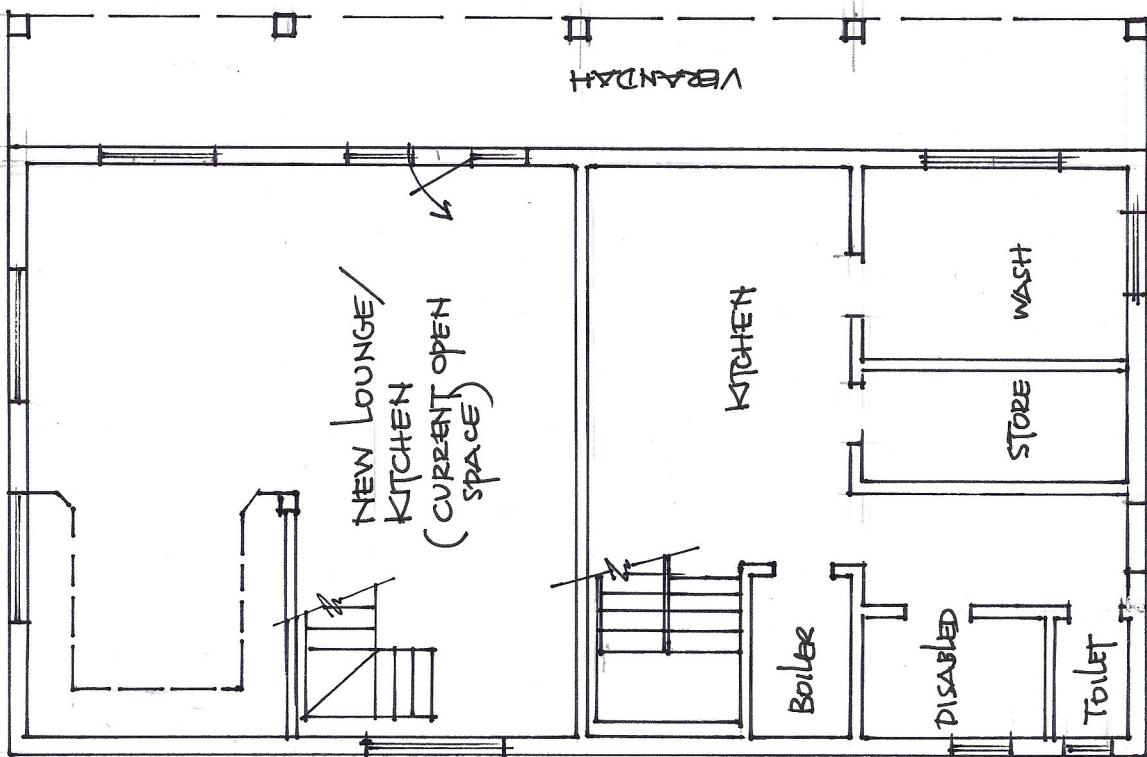 VERANDAH
NEW LOUNGE/
KITCHEN
(CURRENT OPEN
SPACE)
KITCHEN
WASH
STORE
BOILER
DISABLED
TOILET